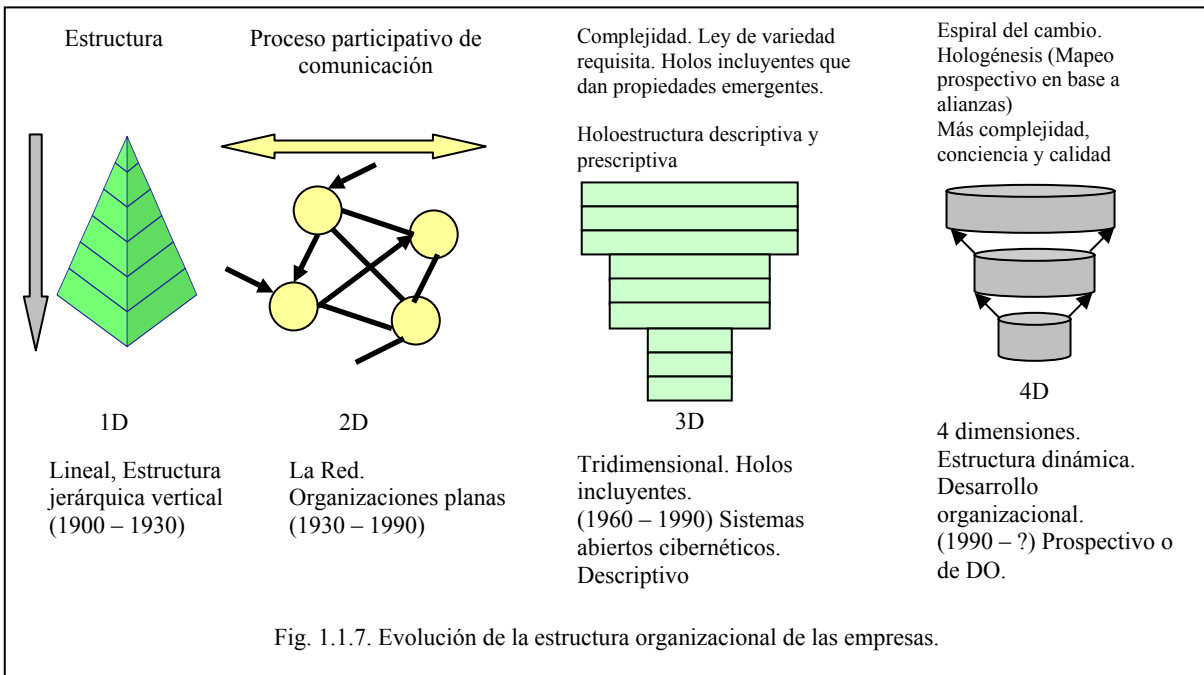 Estructura
Proceso participativo de
comunicación
Complejidad. Ley de variedad
requisita. Holos incluyentes que
dan propiedades emergentes.
Holoestructura descriptiva y
prescriptiva
Espiral del cambio.
Hologénesis (Mapeo
prospectivo en base a
alianzas)
Más complejidad,
conciencia y calidad
1D
Lineal, Estructura
jerárquica vertical
(1900 – 1930)
2D
La Red.
Organizaciones planas
(1930 – 1990)
3D
Tridimensional. Holos
incluyentes.
(1960 – 1990) Sistemas
abiertos cibernéticos.
Descriptivo
4D
4 dimensiones.
Estructura dinámica.
Desarrollo
organizacional.
(1990 – ?) Prospectivo o
de DO.
Fig. 1.1.7. Evolución de la estructura organizacional de las empresas.